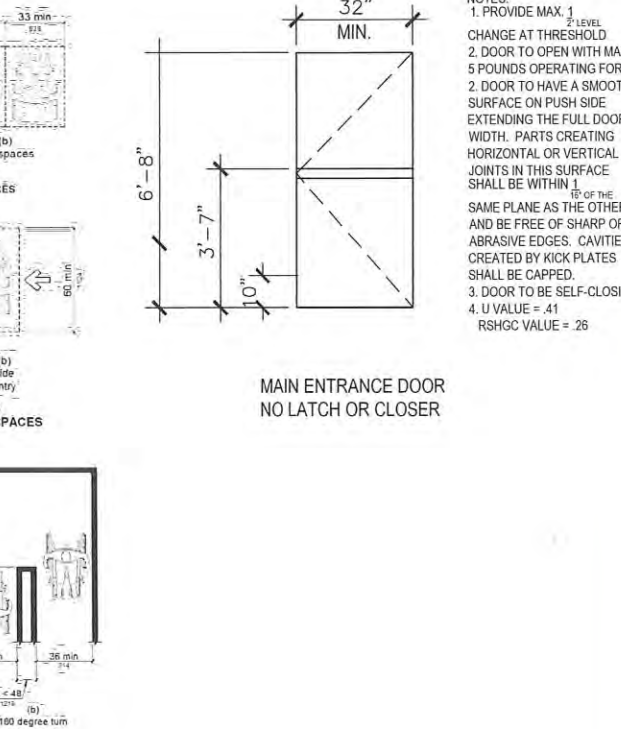 33 min
(b)
spaces
60 min
(b)
ntry
PACES
36 min
< 48
(b)
180 degree turn
32"
MIN.
6'-8"
3'-7"
10"
MAIN ENTRANCE DOOR
NO LATCH OR CLOSER
NOTES:
1. PROVIDE MAX. 1
2" LEVEL
CHANGE AT THRESHOLD
2. DOOR TO OPEN WITH MA
5 POUNDS OPERATING FOR
2. DOOR TO HAVE A SMOOT
SURFACE ON PUSH SIDE
EXTENDING THE FULL DOOR
WIDTH. PARTS CREATING
HORIZONTAL OR VERTICAL
JOINTS IN THIS SURFACE
SHALL BE WITHIN 1
16" OF THE
SAME PLANE AS THE OTHER
AND BE FREE OF SHARP OR
ABRASIVE EDGES. CAVITIE
CREATED BY KICK PLATES
SHALL BE CAPPED.
3. DOOR TO BE SELF-CLOSI
4. U VALUE = .41
RSHGC VALUE = .26